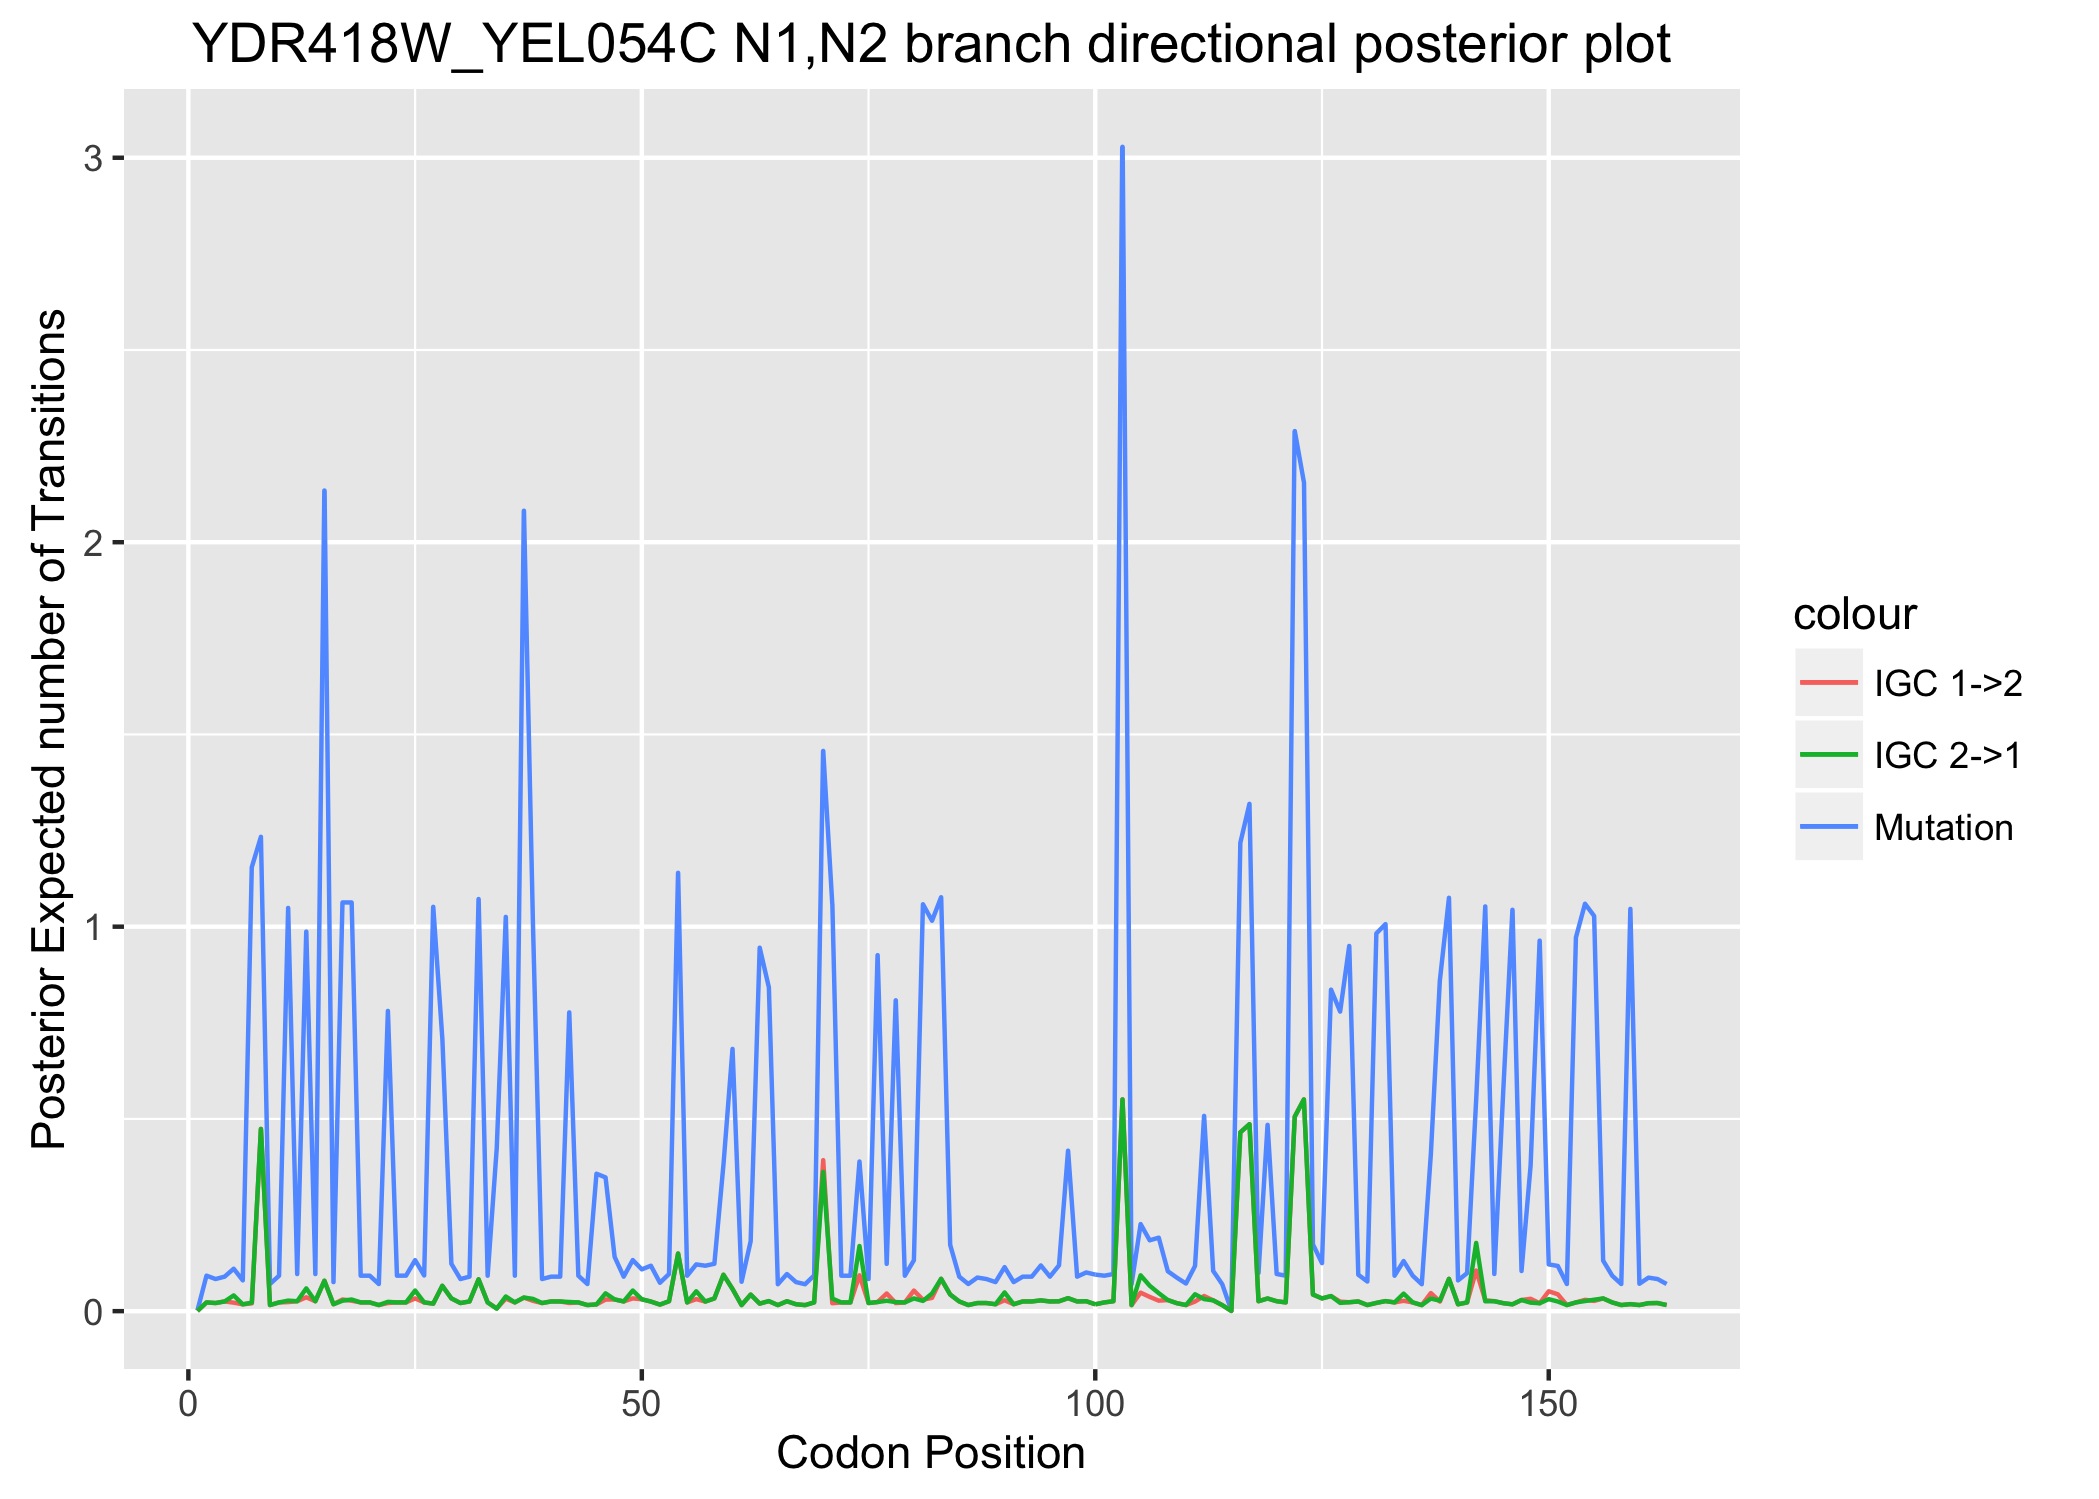 YDR418W_YEL054C N1,N2 branch directional posterior plot
Posterior Expected number of Transitions
3
2
1
0
0 50 100 150
Codon Position
colour
IGC 1->2
IGC 2->1
Mutation